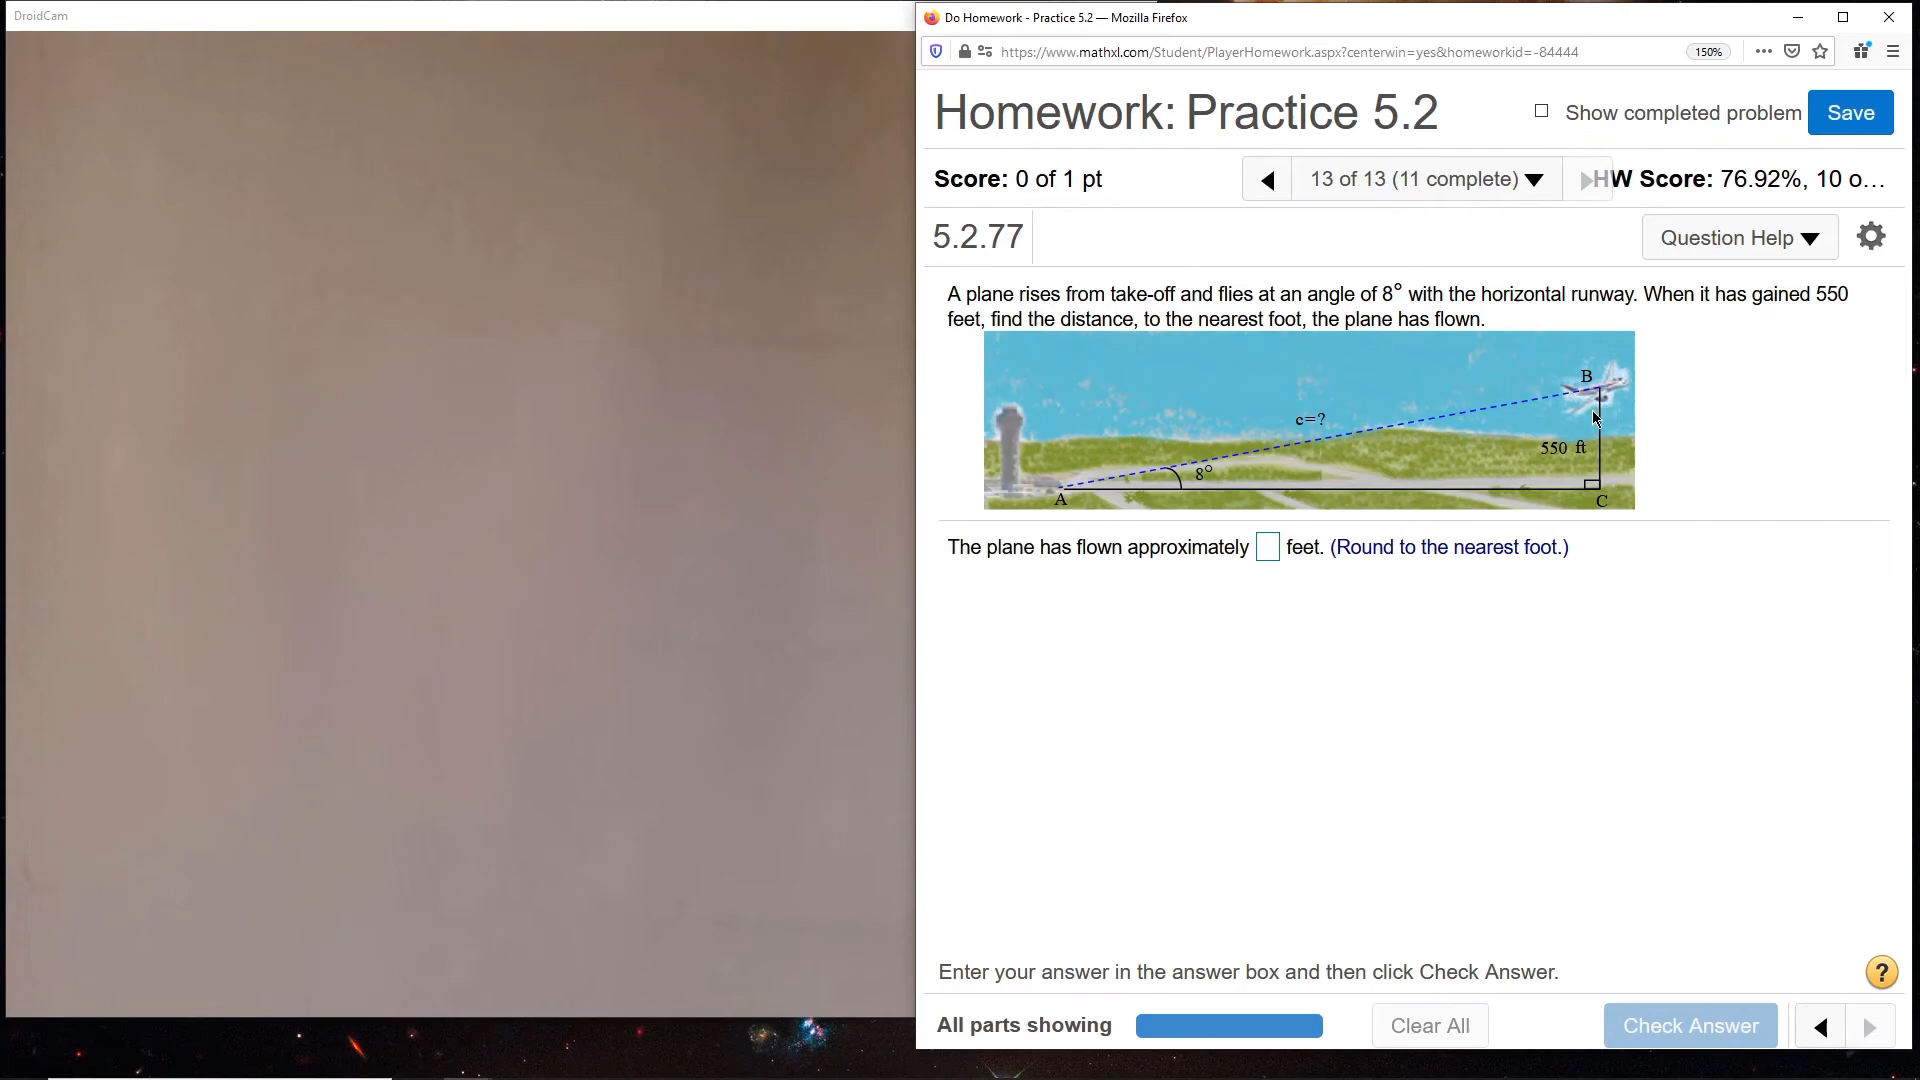 DroidCam
Do Homework - Practice 5.2 — Mozilla Firefox
https://www.mathxl.com/Student/PlayerHomework.aspx?centerwin=yes&homeworkid=-84444
150%
Homework: Practice 5.2
Show completed problem
Save
Score: 0 of 1 pt
13 of 13 (11 complete)
HW Score: 76.92%, 10 o…
5.2.77
Question Help
A plane rises from take-off and flies at an angle of 8° with the horizontal runway. When it has gained 550
feet, find the distance, to the nearest foot, the plane has flown.
B
c=?
550 ft
8°
A
C
The plane has flown approximately feet. (Round to the nearest foot.)
Enter your answer in the answer box and then click Check Answer.
?
All parts showing
Clear All
Check Answer